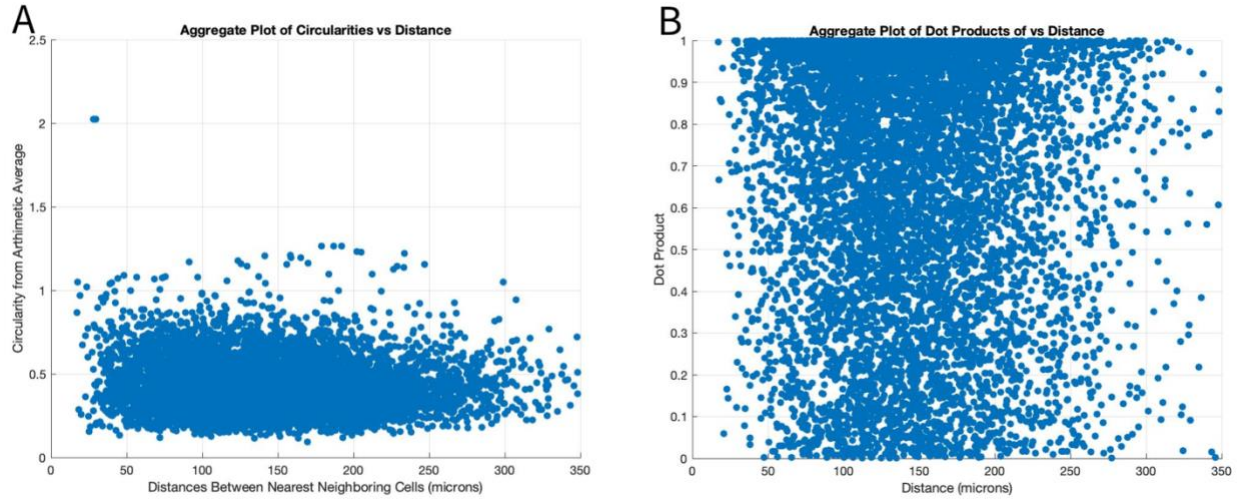 A
Aggregate Plot of Circularities vs Distance
2.5
2
1.5
1
0.5
0
Circularity from Arthimetic Average
0 50 100 150 200 250 300 350
Distances Between Nearest Neighboring Cells (microns)
B
Aggregate Plot of Dot Products of vs Distance
1
0.9
0.8
0.7
0.6
0.5
0.4
0.3
0.2
0.1
0
Dot Product
0 50 100 150 200 250 300 350
Distance (microns)